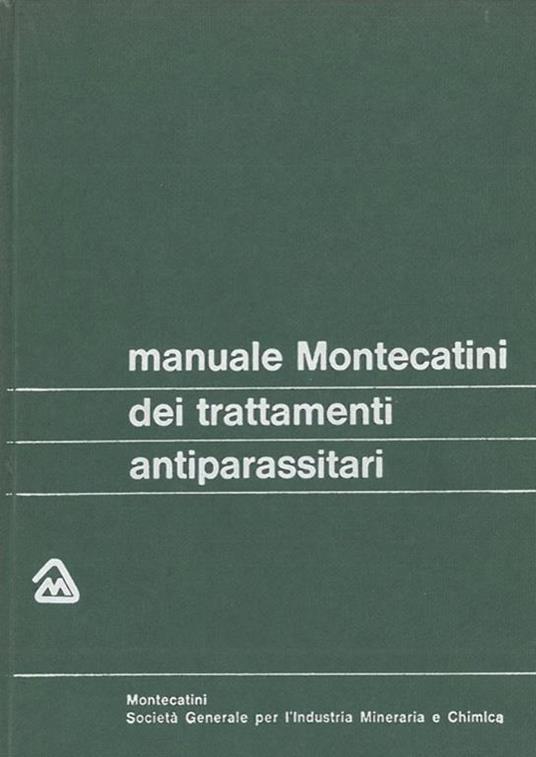 manuale Montecatini
dei trattamenti
antiparassitari
M
Montecatini
Società Generale per l'Industria Mineraria e Chimica